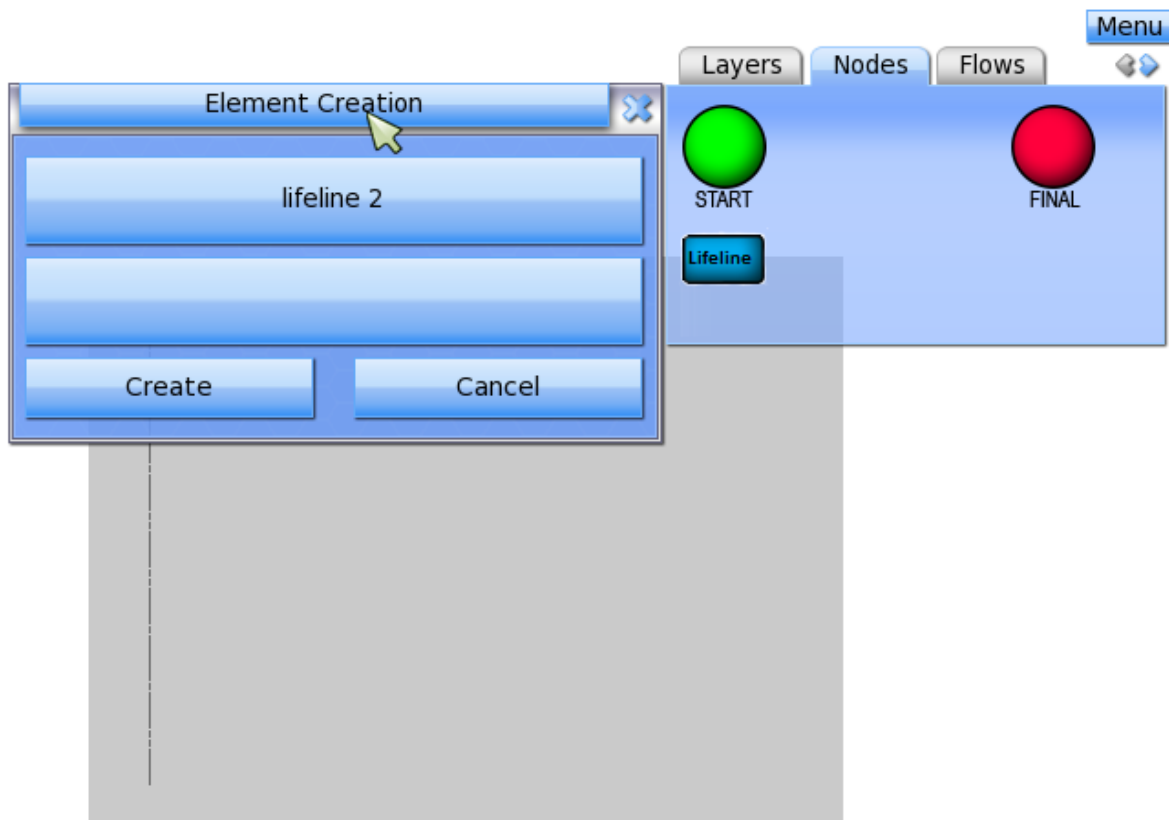 Menu
Layers
Nodes
Flows
Element Creation
lifeline 2
START
FINAL
Lifeline
Create
Cancel